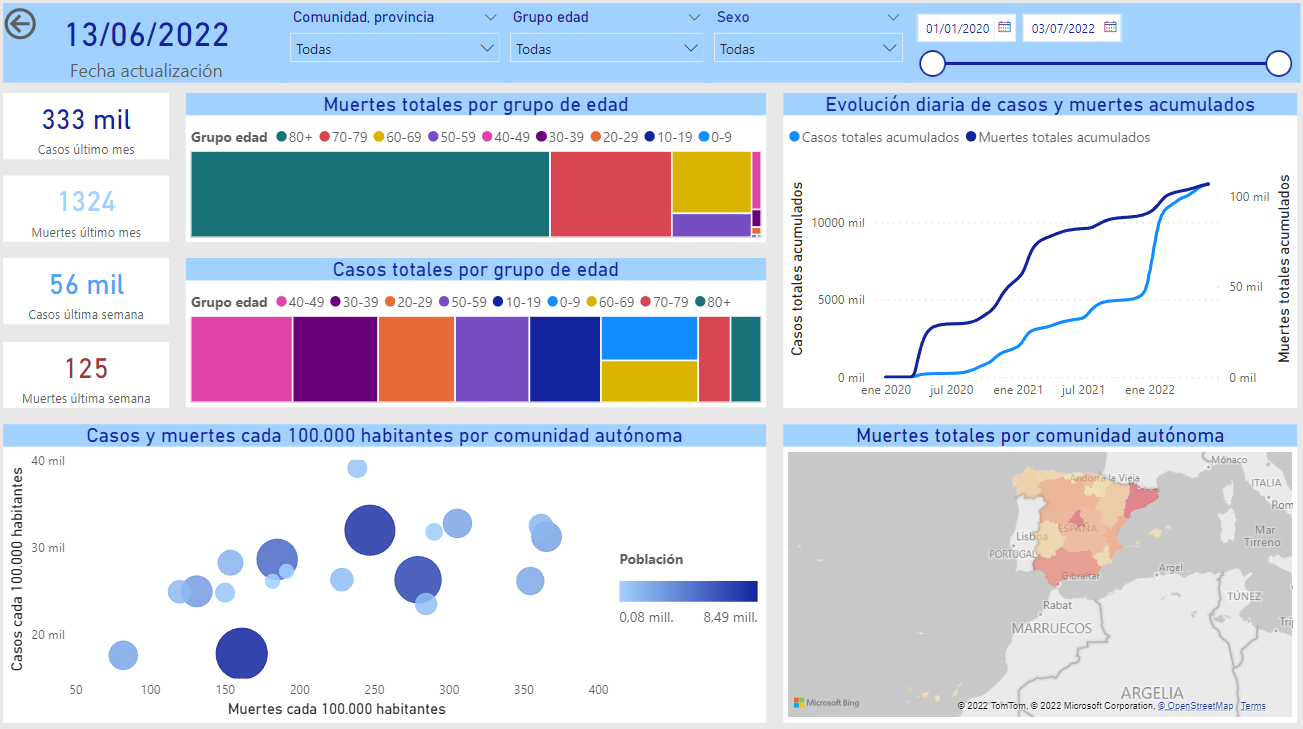 13/06/2022
Fecha actualización
Comunidad, provincia
Todas
Grupo edad
Todas
Sexo
Todas
01/01/2020
03/07/2022
333 mil
Casos último mes
1324
Muertes último mes
56 mil
Casos última semana
125
Muertes última semana
Muertes totales por grupo de edad
Grupo edad 80+ 70-79 60-69 50-59 40-49 30-39 20-29 10-19 0-9
Casos totales por grupo de edad
Grupo edad 40-49 30-39 20-29 50-59 10-19 0-9 60-69 70-79 80+
Evolución diaria de casos y muertes acumulados
Casos totales acumulados Muertes totales acumulados
Casos totales acumulados
10000 mil
5000 mil
0 mil
ene 2020 jul 2020 ene 2021 jul 2021 ene 2022
100 mil
50 mil
0 mil
Muertes totales acumulados
Casos y muertes cada 100.000 habitantes por comunidad autónoma
Casos cada 100.000 habitantes
40 mil
30 mil
20 mil
50 100 150 200 250 300 350 400
Muertes cada 100.000 habitantes
Población
0,08 mill. 8,49 mill.
Muertes totales por comunidad autónoma
Mónaco
Andorra la Vieja
ITALIA
Rom
Mar
Tirreno
ESPAÑA
Lisboa
PORTUGAL
Gibraltar
Argel
TÚNEZ
Rabat
MARRUECOS
Tríp
ARGELIA
Microsoft Bing
© 2022 TomTom, © 2022 Microsoft Corporation, © OpenStreetMap Terms